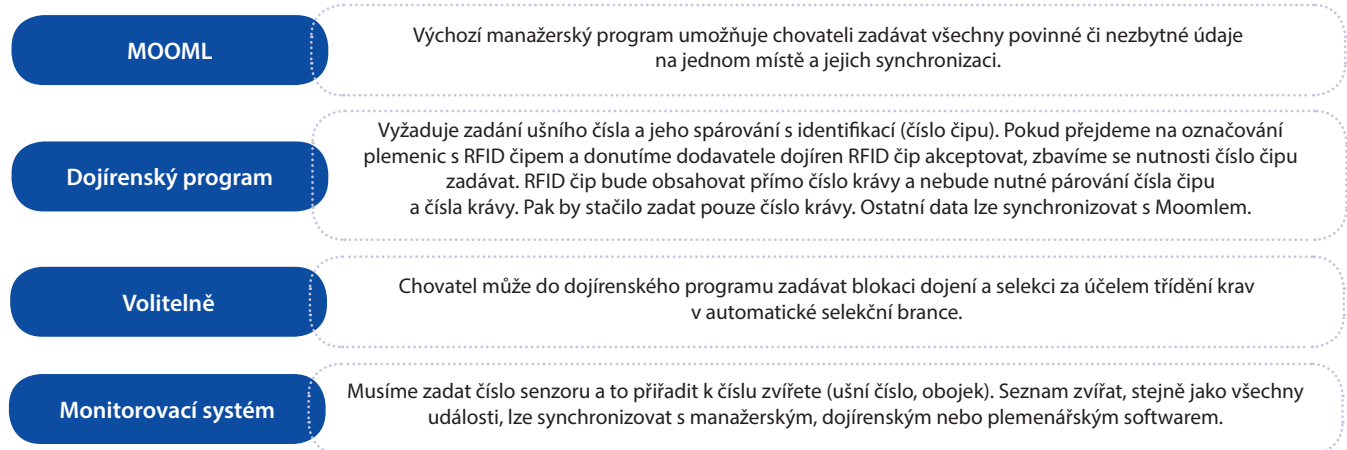 MOOML
Výchozí manažerský program umožňuje chovateli zadávat všechny povinné či nezbytné údaje
na jednom místě a jejich synchronizaci.
Dojírenský program
Vyžaduje zadání ušního čísla a jeho spárování s identifikací (číslo čipu). Pokud přejdeme na označování
plemenic s RFID čipem a donutíme dodavatele dojíren RFID čip akceptovat, zbavíme se nutnosti číslo čipu
zadávat. RFID čip bude obsahovat přímo číslo krávy a nebude nutné párování čísla čipu
a čísla krávy. Pak by stačilo zadat pouze číslo krávy. Ostatní data lze synchronizovat s Moomlem.
Volitelně
Chovatel může do dojírenského programu zadávat blokaci dojení a selekci za účelem třídění krav
v automatické selekční brance.
Monitorovací systém
Musíme zadat číslo senzoru a to přiřadit k číslu zvířete (ušní číslo, obojek). Seznam zvířat, stejně jako všechny
události, lze synchronizovat s manažerským, dojírenským nebo plemenářským softwarem.